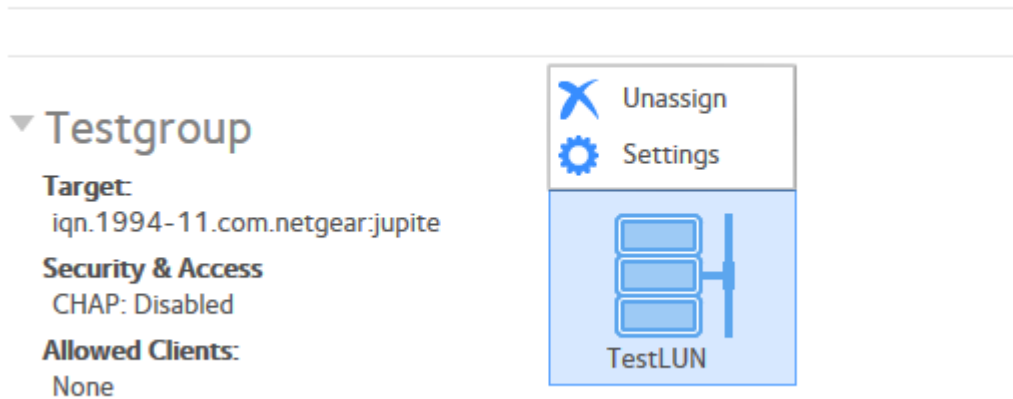 Testgroup
Target:
iqn.1994-11.com.netgear:jupite
Security & Access
CHAP: Disabled
Allowed Clients:
None
Unassign
Settings
TestLUN